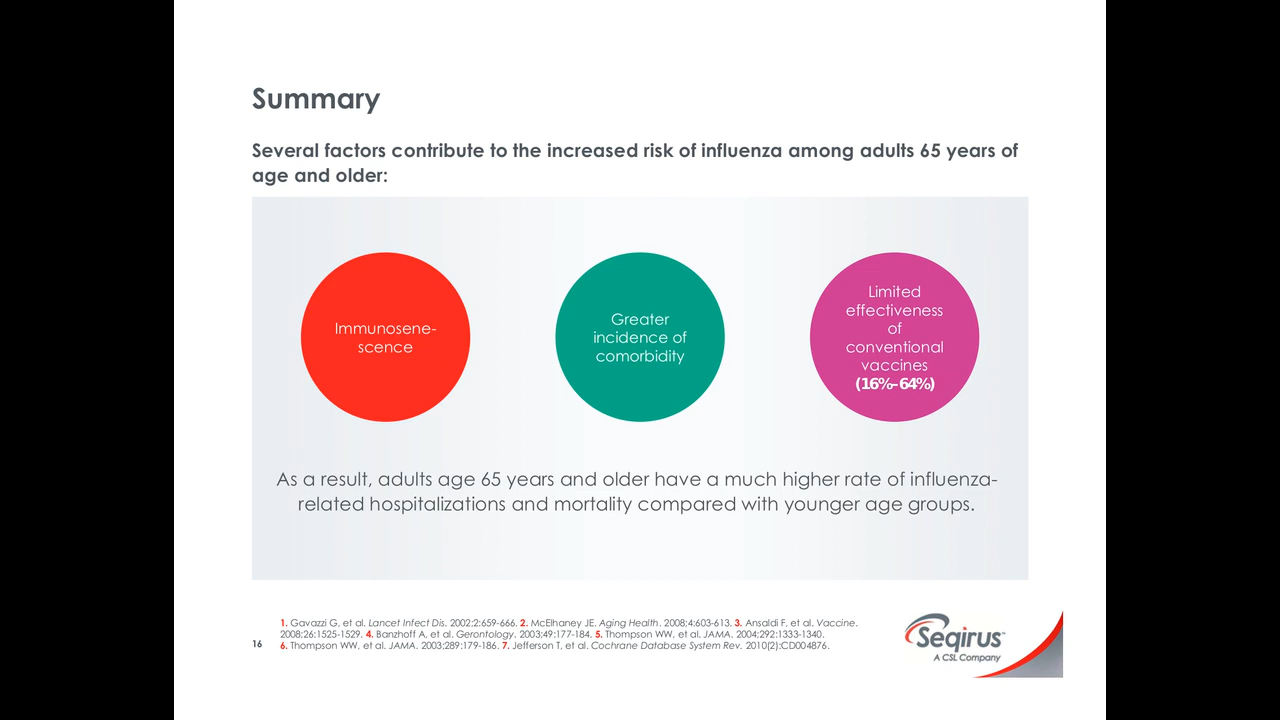 Summary
Several factors contribute to the increased risk of influenza among adults 65 years of
age and older:
Immunosene-
scence
Greater
incidence of
comorbidity
Limited
effectiveness
of
conventional
vaccines
(16%–64%)
As a result, adults age 65 years and older have a much higher rate of influenza-
related hospitalizations and mortality compared with younger age groups.
16
1. Gavazzi G, et al. Lancet Infect Dis. 2002;2:659-666. 2. McElhaney JE. Aging Health. 2008;4:603-613. 3. Ansaldi F, et al. Vaccine.
2008;26:1525-1529. 4. Banzhoff A, et al. Gerontology. 2003;49:177-184. 5. Thompson WW, et al. JAMA. 2004;292:1333-1340.
6. Thompson WW, et al. JAMA. 2003;289:179-186. 7. Jefferson T, et al. Cochrane Database System Rev. 2010(2):CD004876.
Seqirus™
A CSL Company